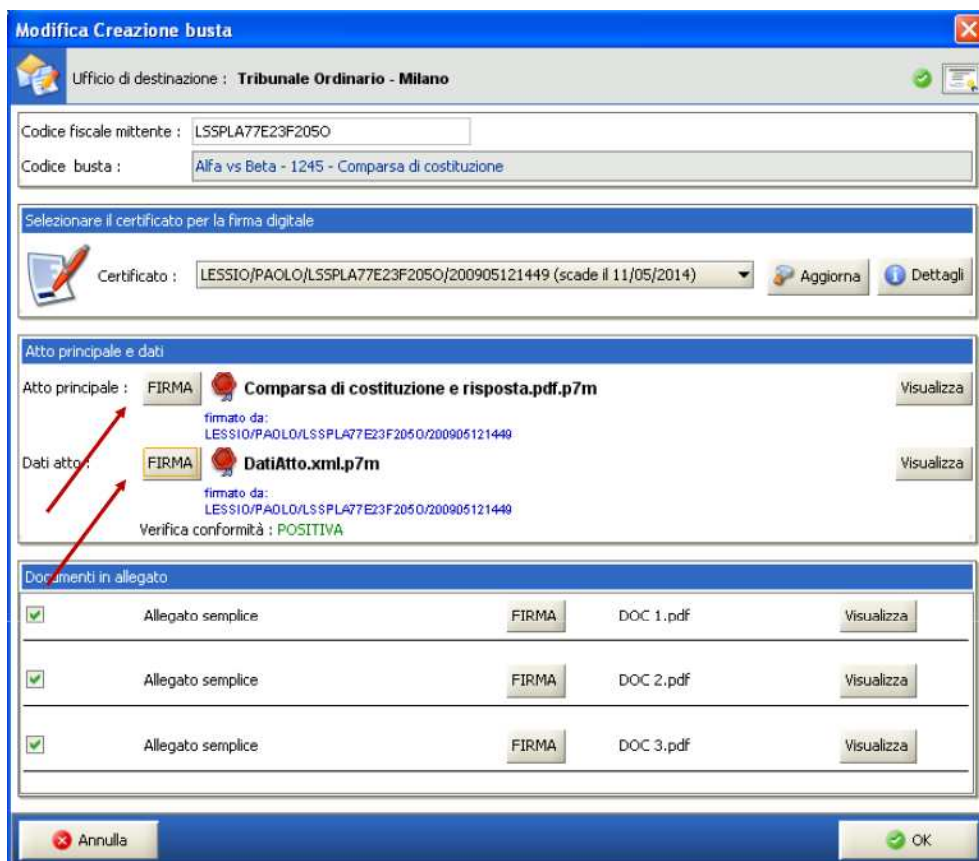 Modifica Creazione busta
Ufficio di destinazione : Tribunale Ordinario - Milano
Codice fiscale mittente : LSSPLA77E23F205O
Codice busta : Alfa vs Beta - 1245 - Comparsa di costituzione
Selezionare il certificato per la firma digitale
Certificato : LESSIO/PAOLO/LSSPLA77E23F205O/200905121449 (scade il 11/05/2014) Aggiorna Dettagli
Atto principale e dati
Atto principale : FIRMA Comparsa di costituzione e risposta.pdf.p7m Visualizza
firmato da:
LESSIO/PAOLO/LSSPLA77E23F205O/200905121449
Dati atto : FIRMA DatiAtto.xml.p7m Visualizza
firmato da:
LESSIO/PAOLO/LSSPLA77E23F205O/200905121449
Verifica conformità : POSITIVA
Documenti in allegato
Allegato semplice FIRMA DOC 1.pdf Visualizza
Allegato semplice FIRMA DOC 2.pdf Visualizza
Allegato semplice FIRMA DOC 3.pdf Visualizza
Annulla OK